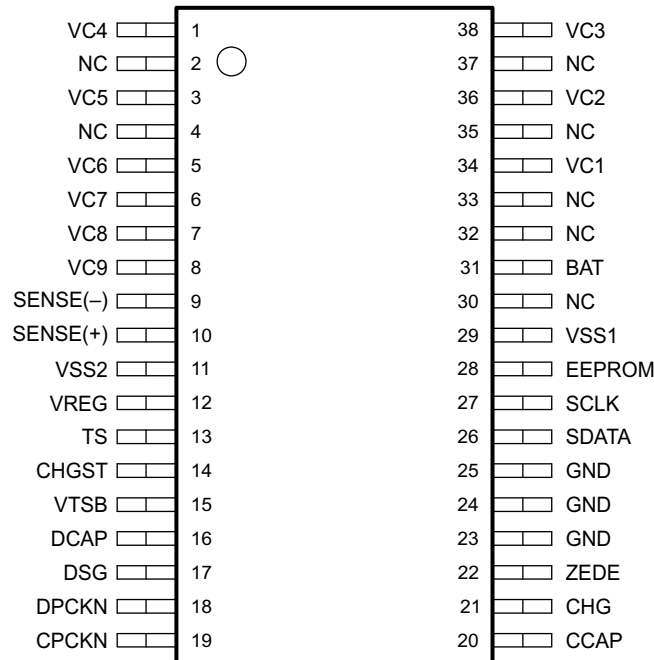 VC4 1 38 VC3
NC 2 37 NC
VC5 3 36 VC2
NC 4 35 NC
VC6 5 34 VC1
VC7 6 33 NC
VC8 7 32 NC
VC9 8 31 BAT
SENSE(–) 9 30 NC
SENSE(+) 10 29 VSS1
VSS2 11 28 EEPROM
VREG 12 27 SCLK
TS 13 26 SDATA
CHGST 14 25 GND
VTSB 15 24 GND
DCAP 16 23 GND
DSG 17 22 ZEDE
DPCKN 18 21 CHG
CPCKN 19 20 CCAP